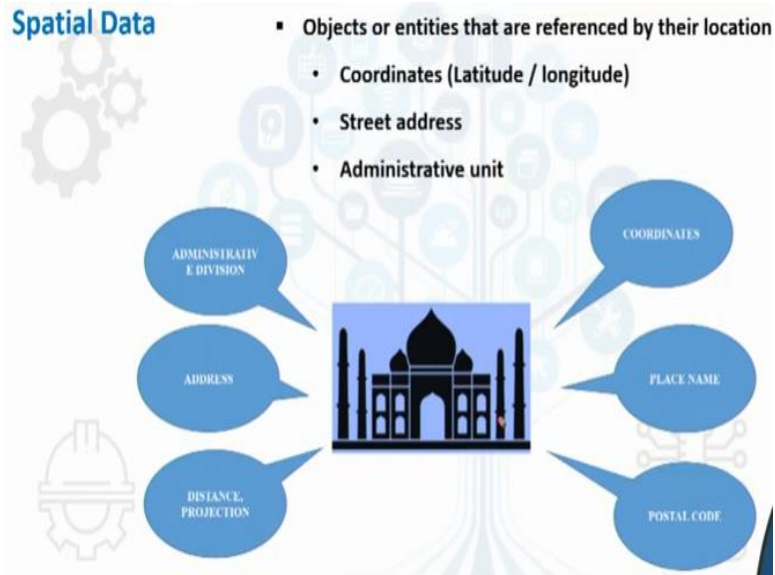 Spatial Data
▪ Objects or entities that are referenced by their location
• Coordinates (Latitude / longitude)
• Street address
• Administrative unit
ADMINISTRATIV
E DIVISION
COORDINATES
ADDRESS
PLACE NAME
DISTANCE,
PROJECTION
POSTAL CODE